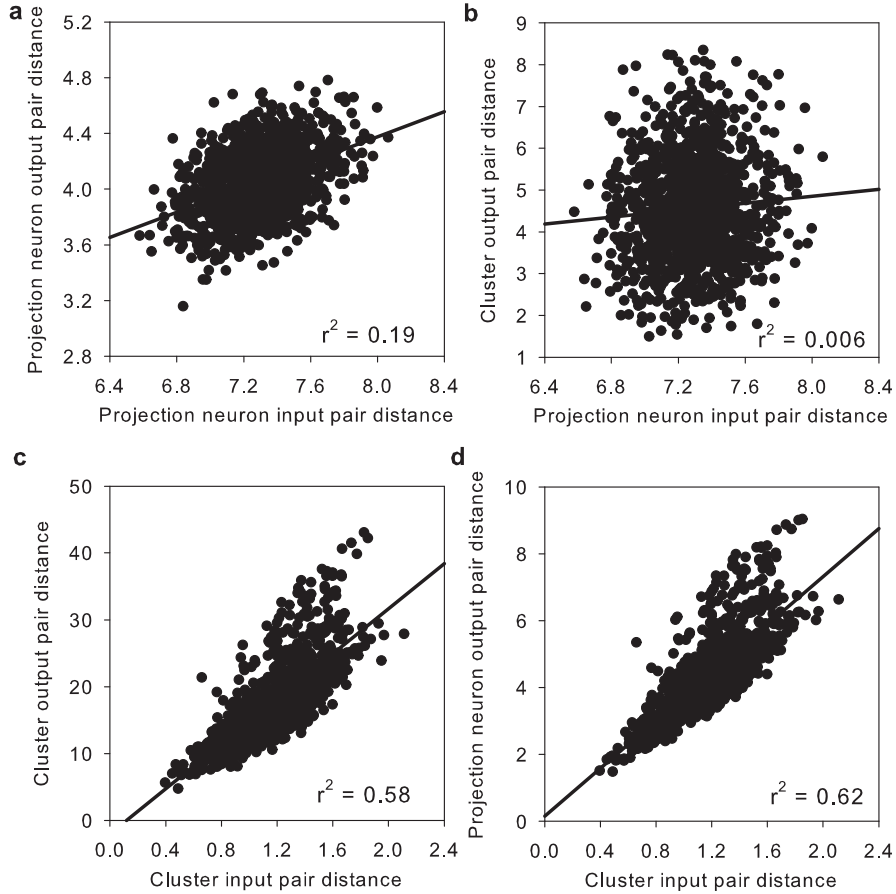 a
Projection neuron output pair distance
5.2
4.8
4.4
4.0
3.6
3.2
2.8
6.4 6.8 7.2 7.6 8.0 8.4
r² = 0.19
Projection neuron input pair distance
b
Cluster output pair distance
9
8
7
6
5
4
3
2
1
6.4 6.8 7.2 7.6 8.0 8.4
r² = 0.006
Projection neuron input pair distance
c
Cluster output pair distance
50
40
30
20
10
0
0.0 0.4 0.8 1.2 1.6 2.0 2.4
r² = 0.58
Cluster input pair distance
d
Projection neuron output pair distance
10
8
6
4
2
0
0.0 0.4 0.8 1.2 1.6 2.0 2.4
r² = 0.62
Cluster input pair distance